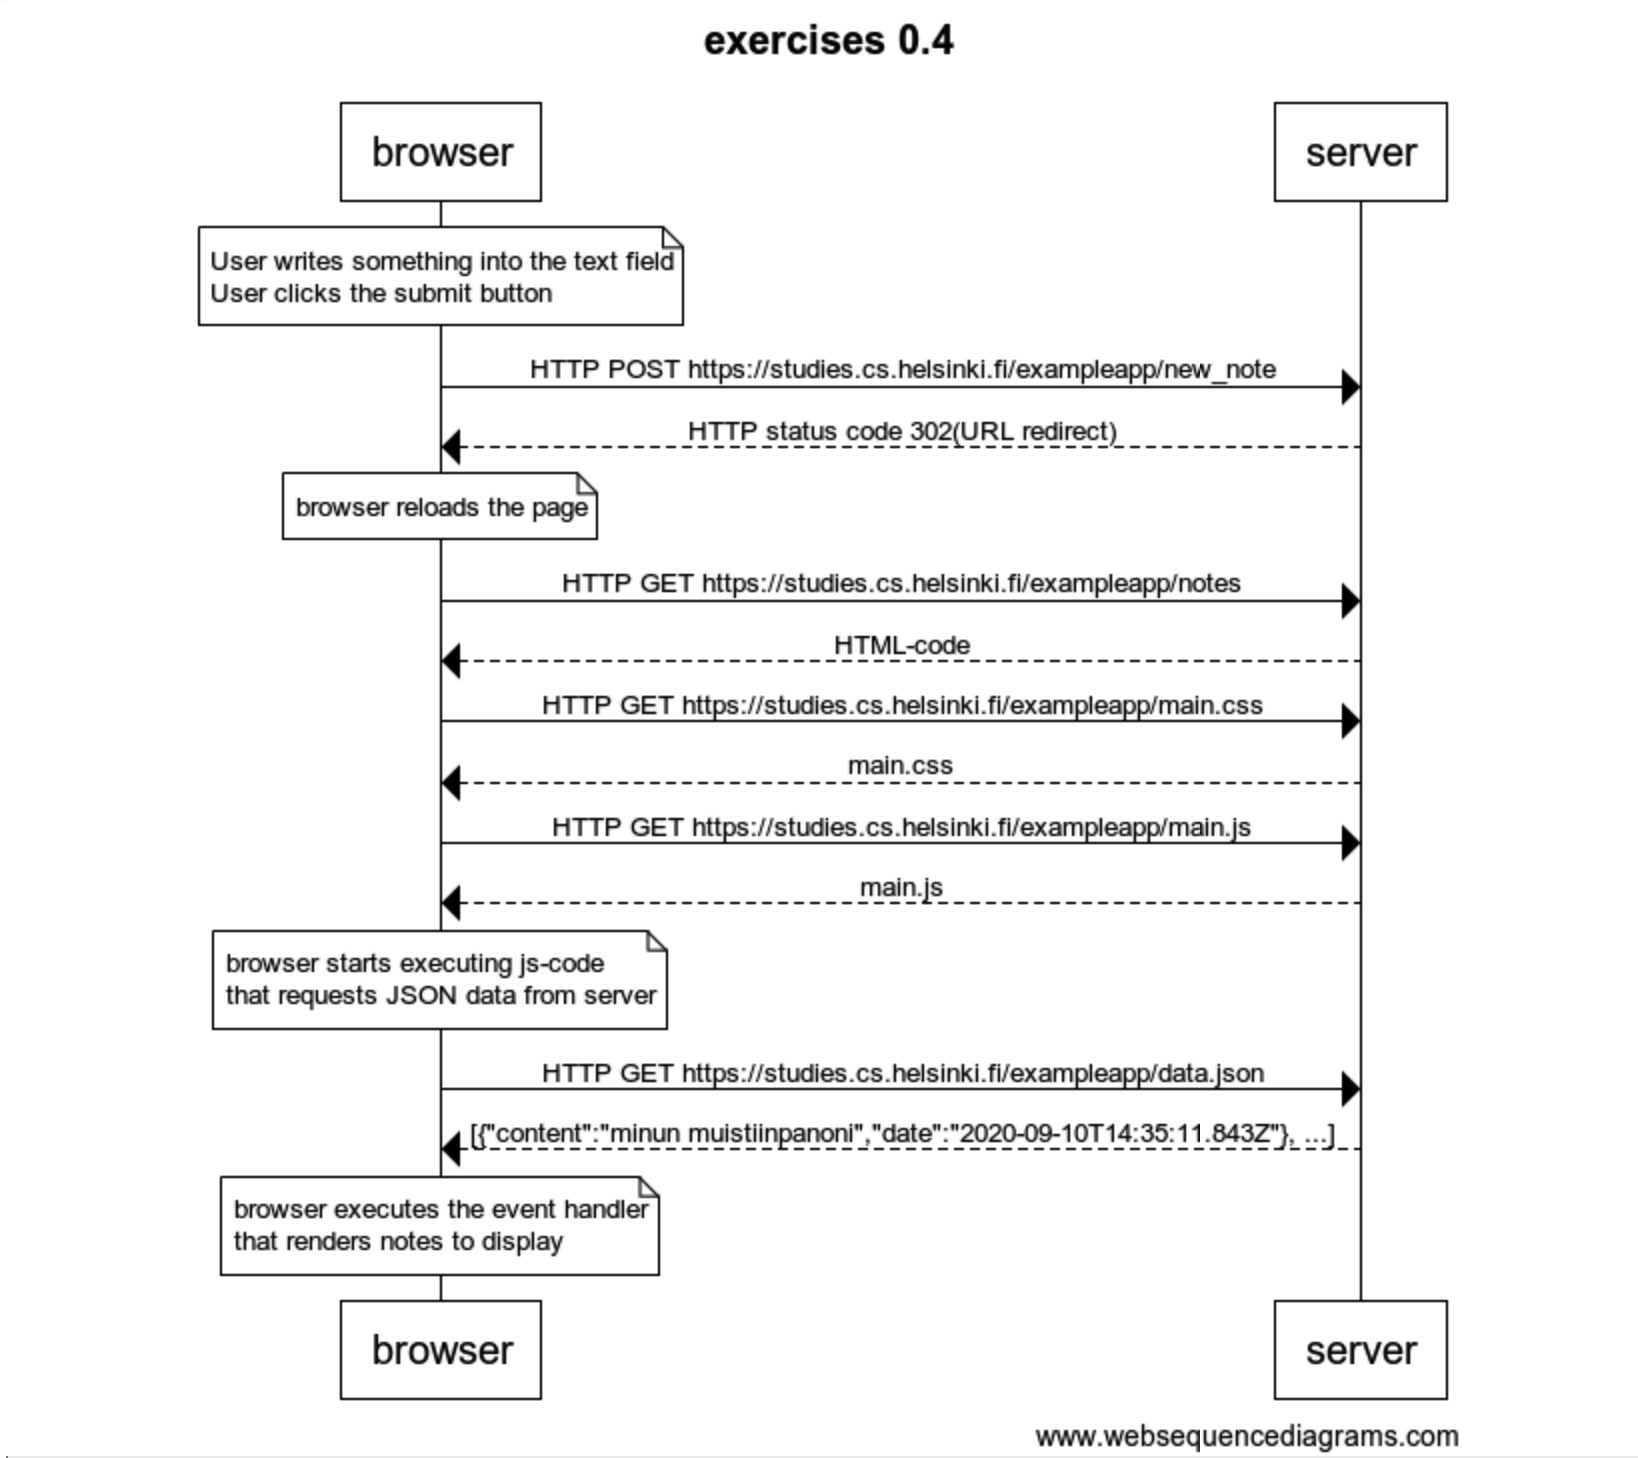 exercises 0.4
browser
server
User writes something into the text field
User clicks the submit button
HTTP POST https://studies.cs.helsinki.fi/exampleapp/new_note
HTTP status code 302(URL redirect)
browser reloads the page
HTTP GET https://studies.cs.helsinki.fi/exampleapp/notes
HTML-code
HTTP GET https://studies.cs.helsinki.fi/exampleapp/main.css
main.css
HTTP GET https://studies.cs.helsinki.fi/exampleapp/main.js
main.js
browser starts executing js-code
that requests JSON data from server
HTTP GET https://studies.cs.helsinki.fi/exampleapp/data.json
[{"content":"minun muistiinpanoni","date":"2020-09-10T14:35:11.843Z"}, ...]
browser executes the event handler
that renders notes to display
browser
server
www.websequencediagrams.com